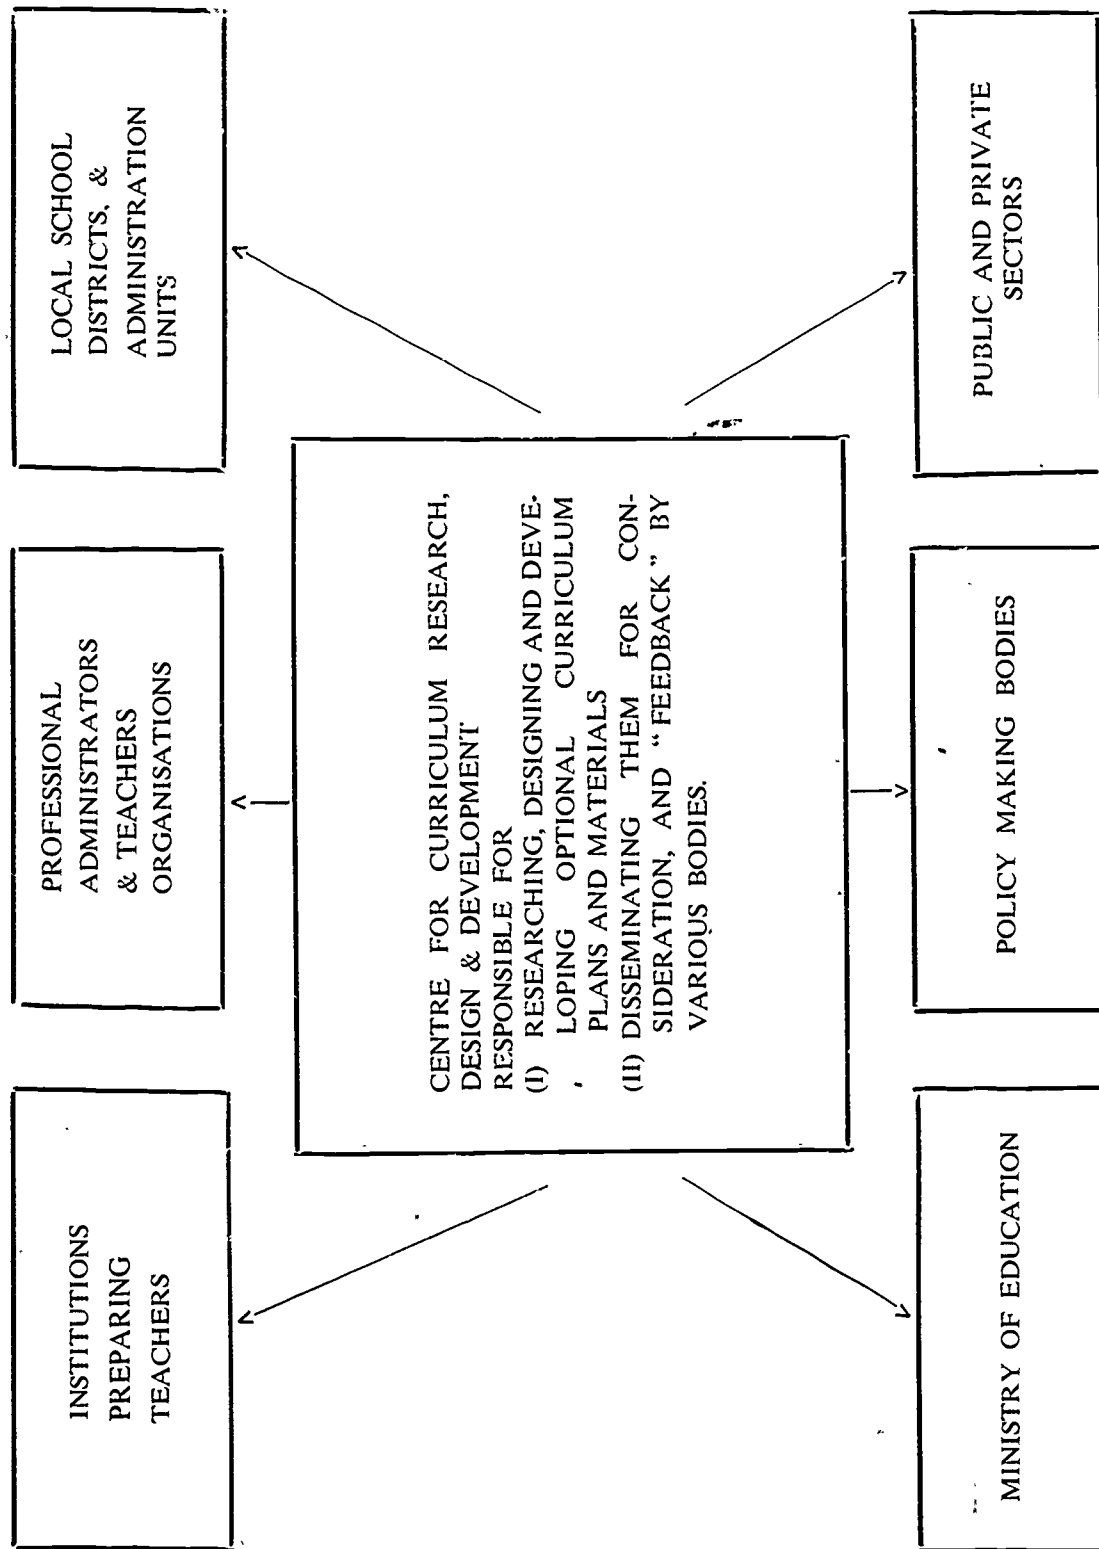 INSTITUTIONS
PREPARING
TEACHERS
PROFESSIONAL
ADMINISTRATORS
& TEACHERS
ORGANISATIONS
LOCAL SCHOOL
DISTRICTS, &
ADMINISTRATION
UNITS
CENTRE FOR CURRICULUM RESEARCH,
DESIGN & DEVELOPMENT
RESPONSIBLE FOR
(I) RESEARCHING, DESIGNING AND DEVE-
LOPING OPTIONAL CURRICULUM
PLANS AND MATERIALS
(II) DISSEMINATING THEM FOR CON-
SIDERATION, AND "FEEDBACK" BY
VARIOUS BODIES.
MINISTRY OF EDUCATION
POLICY MAKING BODIES
PUBLIC AND PRIVATE
SECTORS